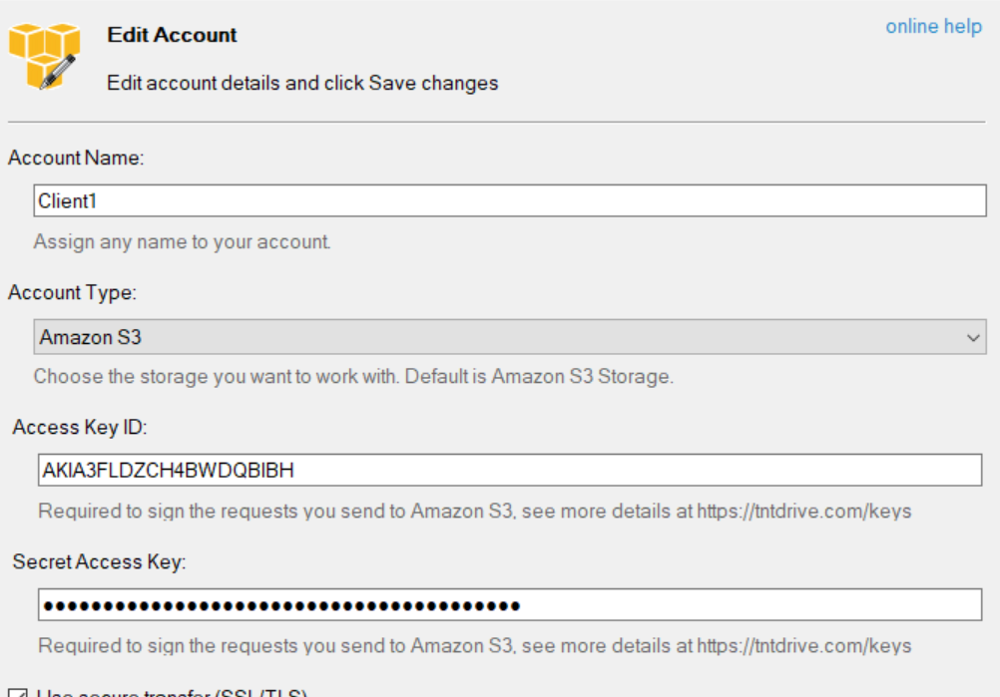 Edit Account
online help
Edit account details and click Save changes
Account Name:
Client1
Assign any name to your account.
Account Type:
Amazon S3
Choose the storage you want to work with. Default is Amazon S3 Storage.
Access Key ID:
AKIA3FLDZCH4BWDQBIBH
Required to sign the requests you send to Amazon S3, see more details at https://tntdrive.com/keys
Secret Access Key:
●●●●●●●●●●●●●●●●●●●●●●●●●●●●●●●●●●●●●●●●
Required to sign the requests you send to Amazon S3, see more details at https://tntdrive.com/keys
Use secure transfer (SSL/TLS)